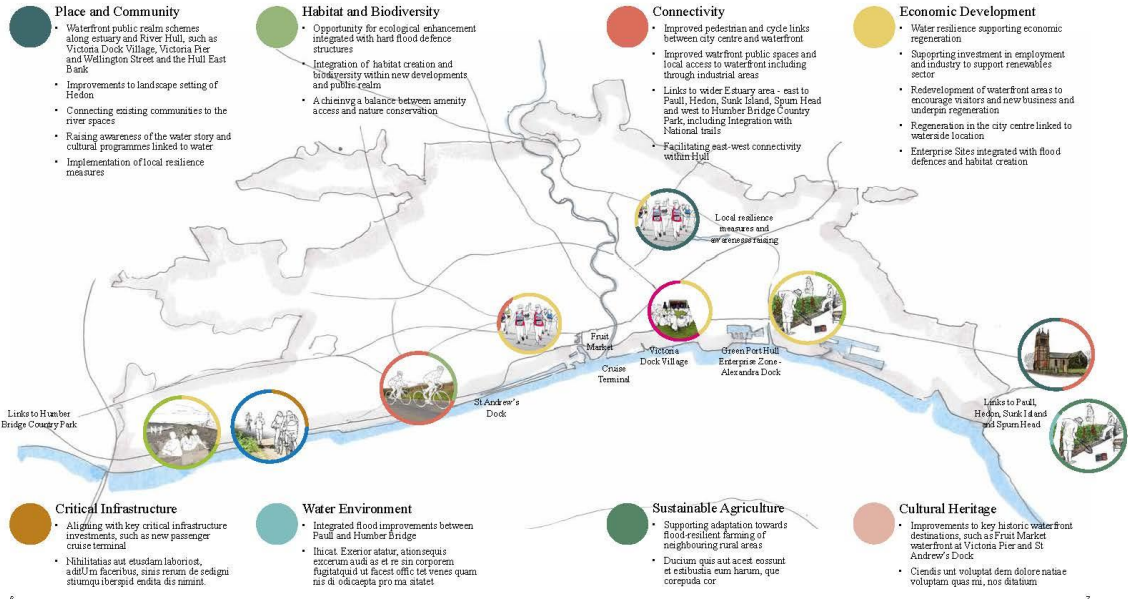 Place and Community
• Waterfront public realm schemes
along estuary and River Hull, such as
Victoria Dock Village, Victoria Pier
and Wellington Street and the Hull East
Bank
• Improvements to landscape setting of
Hedon
• Connecting existing communities to the
river spaces
• Raising awareness of the water story and
cultural programmes linked to water
• Implementation of local resilience
measures
Habitat and Biodiversity
• Opportunity for ecological enhancement
integrated with hard flood defence
structures
• Integration of habitat creation and
biodiversity within new developments
and public realm
• Achieinvg a balance between amenity
access and nature conservation
Connectivity
• Improved pedestrian and cycle links
between city centre and waterfront
• Improved watrfront public spaces and
local access to waterfront including
through industrial areas
• Links to wider Estuary area - east to
Paull, Hedon, Sunk Island, Spurn Head
and west to Humber Bridge Country
Park, including Integration with
National trails
• Facilitating east-west connectivity
within Hull
Economic Development
• Water resilience supporting economic
regeneration
• Supoprting investment in employment
and industry to support renewables
sector
• Redevelopment of waterfront areas to
encourage visitors and new business and
underpin regeneration
• Regeneration in the city centre linked to
waterside location
• Enterprise Sites integrated with flood
defences and habitat creation
Local resilience
measures and
awareness raising
Fruit
Market
Cruise
Terminal
Victoria
Dock Village
Green Port Hull
Enterprise Zone -
Alexandra Dock
St Andrew's
Dock
Links to Humber
Bridge Country Park
Links to Paull,
Hedon, Sunk Island
and Spurn Head
Critical Infrastructure
• Aligning with key critical infrastructure
investments, such as new passenger
cruise terminal
• Nihilitatias aut etusdam laboriost,
aditUm faceribus, sinis rerum de sedigni
stiumqu iberspid endita dis nimint.
Water Environment
• Integrated flood improvements between
Paull and Humber Bridge
• Ihicat. Exerior atatur, ationsequis
excerum audi as et re sin corporem
fugitatquid ut facest offic tet venes quam
nis di odicaepta pro ma sitatet
Sustainable Agriculture
• Supporting adaptation towards
flood-resilient farming of
neighbouring rural areas
• Ducium quis aut acest eossunt
et estibustia eum harum, que
corepuda cor
Cultural Heritage
• Improvements to key historic waterfront
destinations, such as Fruit Market
waterfront at Victoria Pier and St
Andrew's Dock
• Ciendis unt voluptat dem dolore natiae
voluptam quas mi, nos ditatium